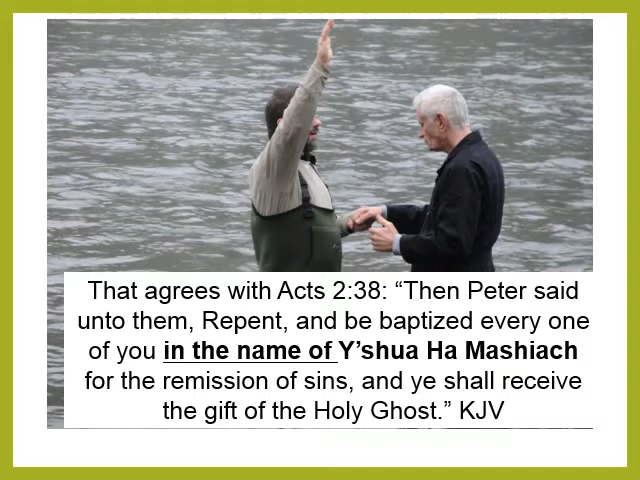 That agrees with Acts 2:38: “Then Peter said
unto them, Repent, and be baptized every one
of you in the name of Y’shua Ha Mashiach
for the remission of sins, and ye shall receive
the gift of the Holy Ghost.” KJV